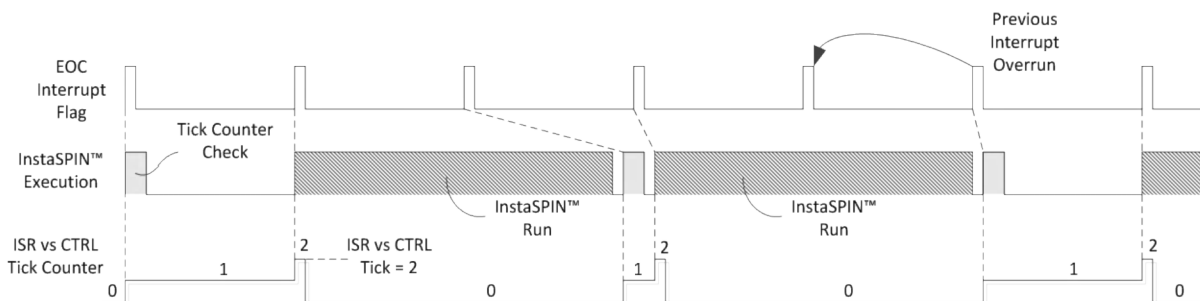 Previous
Interrupt
Overrun
EOC
Interrupt
Flag
Tick Counter
Check
InstaSPIN™
Execution
InstaSPIN™
Run
InstaSPIN™
Run
ISR vs CTRL
Tick Counter
ISR vs CTRL
Tick = 2
0
1
2
0
1
2
0
1
2
0